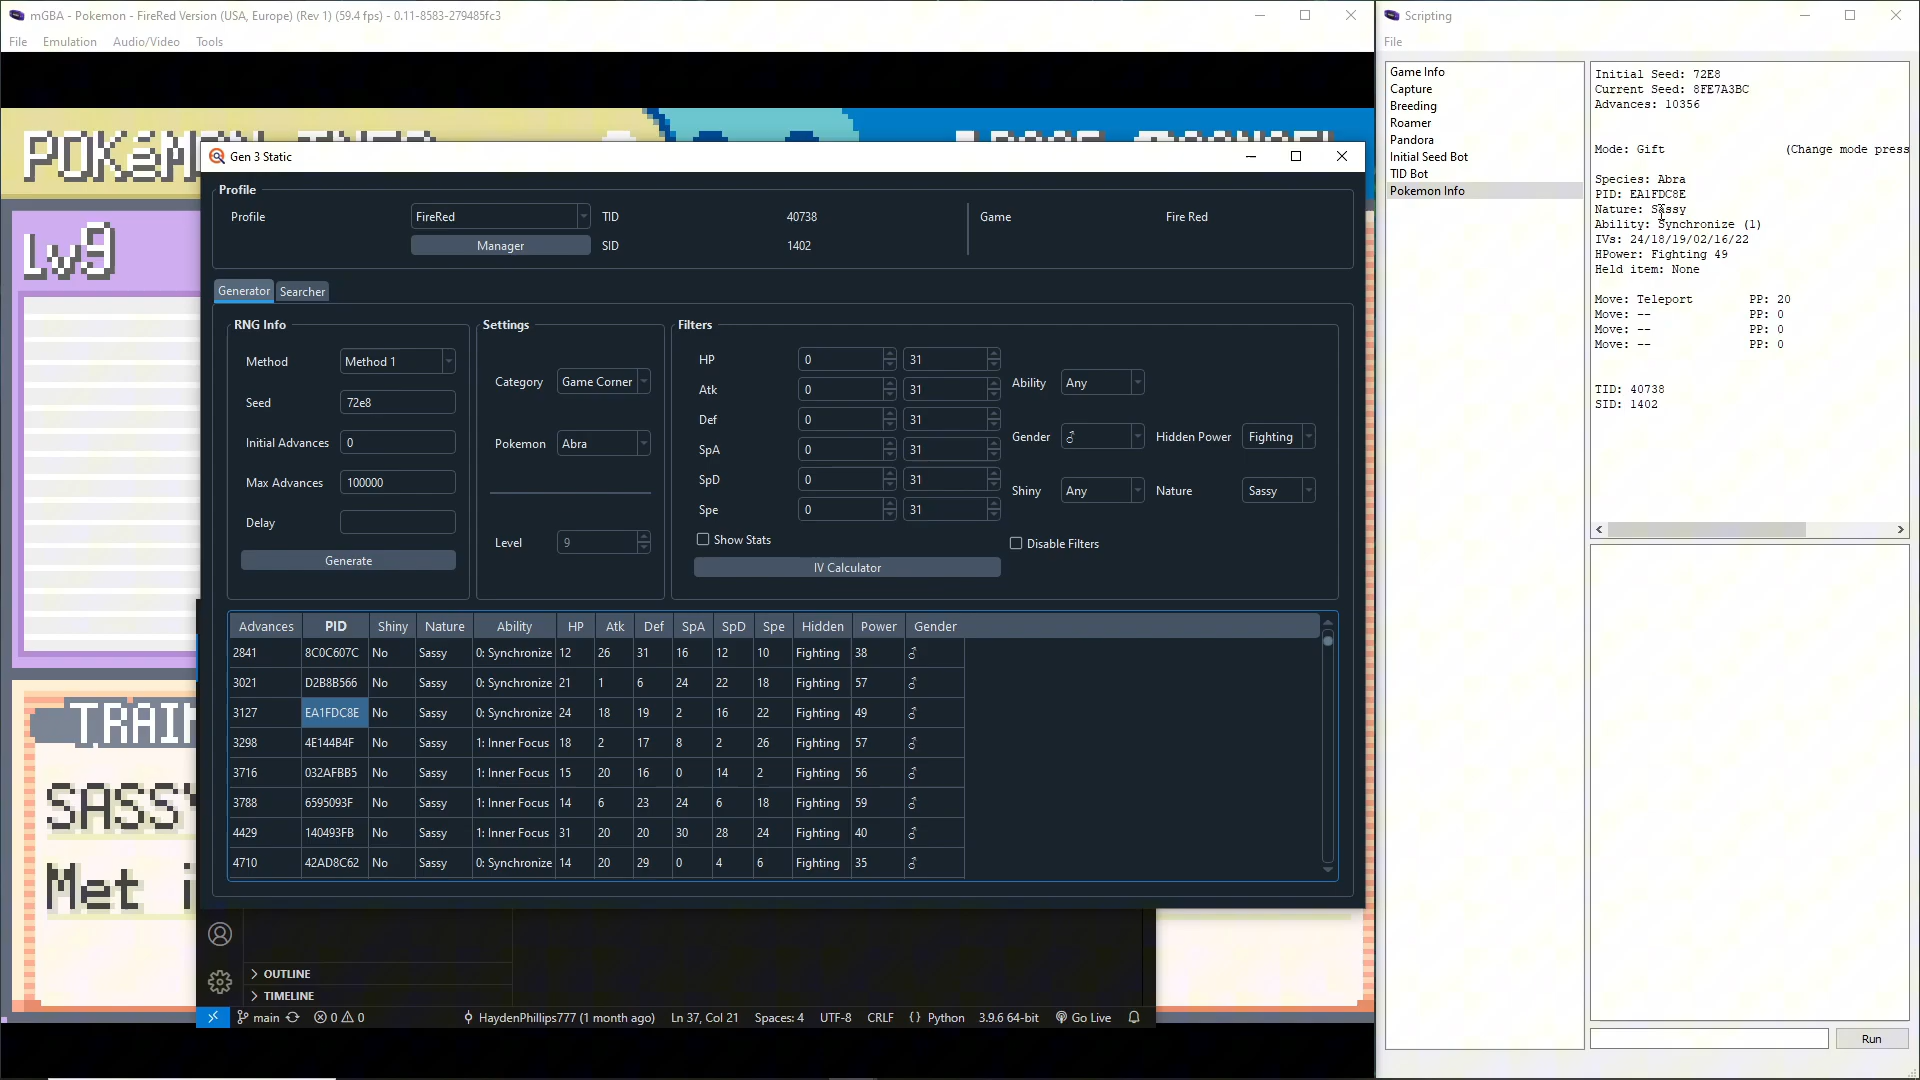 mGBA - Pokemon - FireRed Version (USA, Europe) (Rev 1) (59.4 fps) - 0.11-8583-279485fc3
File Emulation Audio/Video Tools
Lv9
TRAIN
SASSY
Met i
Gen 3 Static
Profile
Profile FireRed TID 40738 Game Fire Red
Manager SID 1402
Generator Searcher
RNG Info
Method Method 1
Seed 72e8
Initial Advances 0
Max Advances 100000
Delay
Generate
Settings
Category Game Corner
Pokemon Abra
Level 9
Filters
HP 0 31
Atk 0 31
Def 0 31
SpA 0 31
SpD 0 31
Spe 0 31
Ability Any
Gender ♂ Hidden Power Fighting
Shiny Any Nature Sassy
Show Stats
Disable Filters
IV Calculator
Advances PID Shiny Nature Ability HP Atk Def SpA SpD Spe Hidden Power Gender
2841 8C0C607C No Sassy 0: Synchronize 12 26 31 16 12 10 Fighting 38 ♂
3021 D2B8B566 No Sassy 0: Synchronize 21 1 6 24 22 18 Fighting 57 ♂
3127 EA1FDC8E No Sassy 0: Synchronize 24 18 19 2 16 22 Fighting 49 ♂
3298 4E144B4F No Sassy 1: Inner Focus 18 2 17 8 2 26 Fighting 57 ♂
3716 032AFBB5 No Sassy 1: Inner Focus 15 20 16 0 14 2 Fighting 56 ♂
3788 6595093F No Sassy 1: Inner Focus 14 6 23 24 6 18 Fighting 59 ♂
4429 140493FB No Sassy 1: Inner Focus 31 20 20 30 28 24 Fighting 40 ♂
4710 42AD8C62 No Sassy 0: Synchronize 14 20 29 0 4 6 Fighting 35 ♂
OUTLINE
TIMELINE
main 0 0 HaydenPhillips777 (1 month ago) Ln 37, Col 21 Spaces: 4 UTF-8 CRLF Python 3.9.6 64-bit Go Live
Scripting
File
Game Info
Capture
Breeding
Roamer
Pandora
Initial Seed Bot
TID Bot
Pokemon Info
Initial Seed: 72E8
Current Seed: 8FE7A3BC
Advances: 10356
Mode: Gift (Change mode press
Species: Abra
PID: EA1FDC8E
Nature: Sassy
Ability: Synchronize (1)
IVs: 24/18/19/02/16/22
HPower: Fighting 49
Held item: None
Move: Teleport PP: 20
Move: -- PP: 0
Move: -- PP: 0
Move: -- PP: 0
TID: 40738
SID: 1402
Run